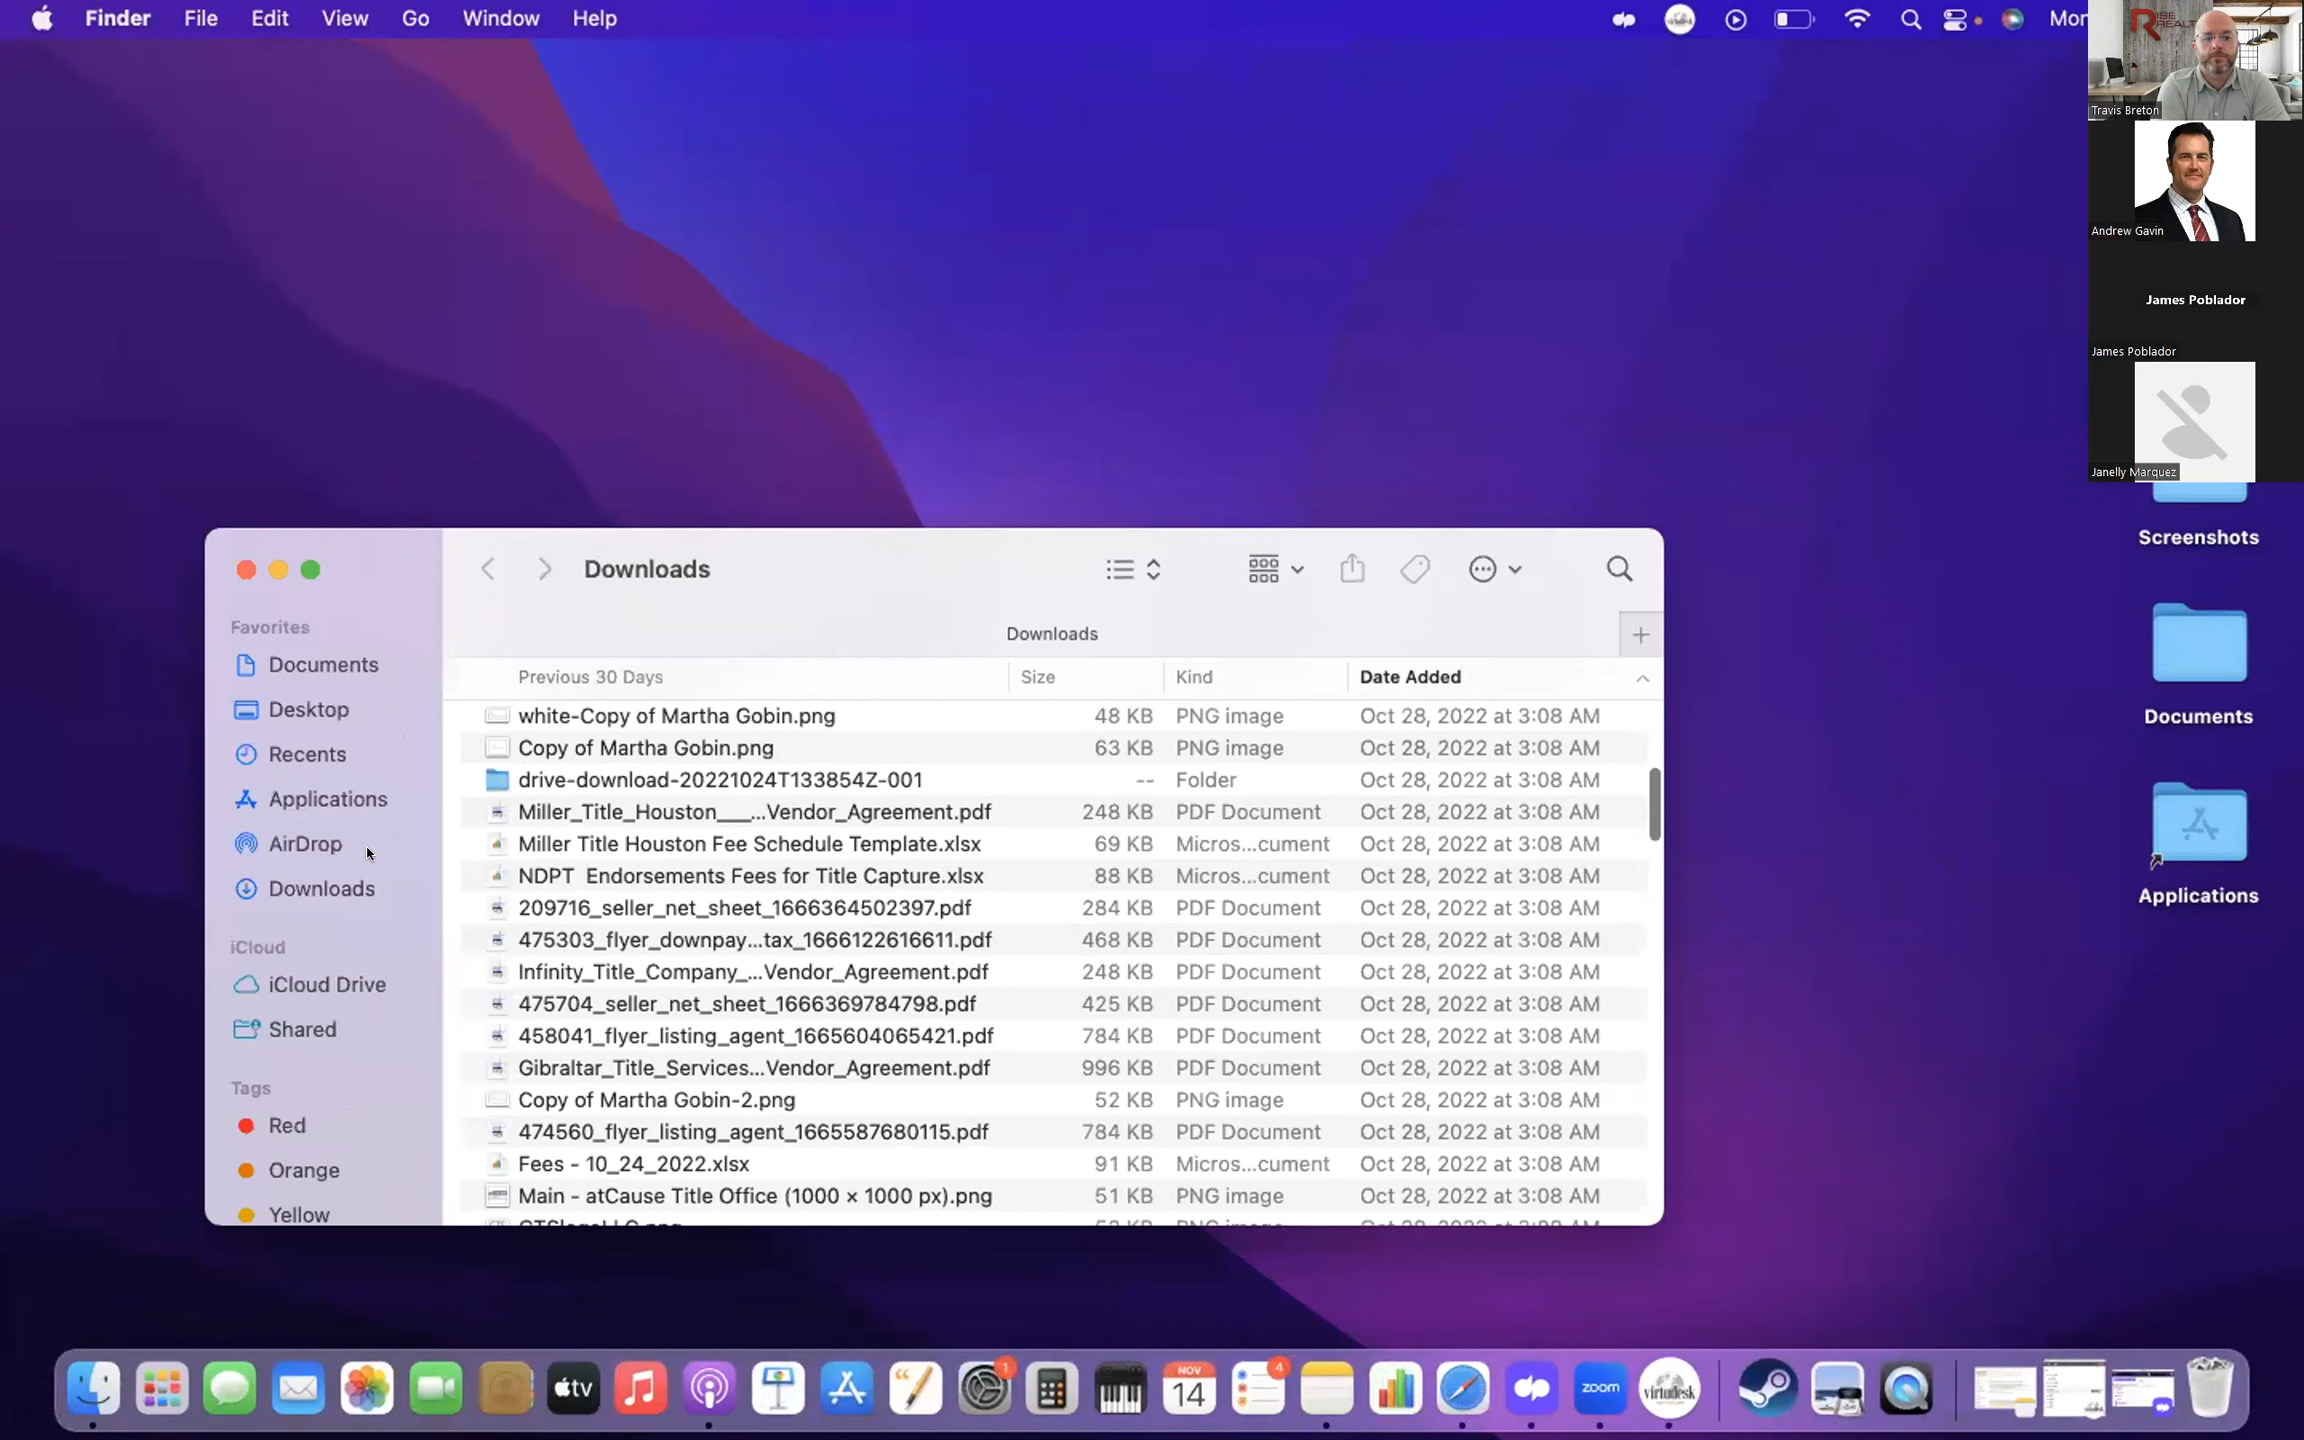 Finder File Edit View Go Window Help
Mon
Travis Breton
Andrew Gavin
James Poblador
James Poblador
Janelly Marquez
Screenshots
Documents
Applications
Downloads
Downloads
Favorites
Documents
Desktop
Recents
Applications
AirDrop
Downloads
iCloud
iCloud Drive
Shared
Tags
Red
Orange
Yellow
Previous 30 Days Size Kind Date Added
white-Copy of Martha Gobin.png 48 KB PNG image Oct 28, 2022 at 3:08 AM
Copy of Martha Gobin.png 63 KB PNG image Oct 28, 2022 at 3:08 AM
drive-download-20221024T133854Z-001 -- Folder Oct 28, 2022 at 3:08 AM
Miller_Title_Houston___...Vendor_Agreement.pdf 248 KB PDF Document Oct 28, 2022 at 3:08 AM
Miller Title Houston Fee Schedule Template.xlsx 69 KB Micros...cument Oct 28, 2022 at 3:08 AM
NDPT  Endorsements Fees for Title Capture.xlsx 88 KB Micros...cument Oct 28, 2022 at 3:08 AM
209716_seller_net_sheet_1666364502397.pdf 284 KB PDF Document Oct 28, 2022 at 3:08 AM
475303_flyer_downpay...tax_1666122616611.pdf 468 KB PDF Document Oct 28, 2022 at 3:08 AM
Infinity_Title_Company_...Vendor_Agreement.pdf 248 KB PDF Document Oct 28, 2022 at 3:08 AM
475704_seller_net_sheet_1666369784798.pdf 425 KB PDF Document Oct 28, 2022 at 3:08 AM
458041_flyer_listing_agent_1665604065421.pdf 784 KB PDF Document Oct 28, 2022 at 3:08 AM
Gibraltar_Title_Services...Vendor_Agreement.pdf 996 KB PDF Document Oct 28, 2022 at 3:08 AM
Copy of Martha Gobin-2.png 52 KB PNG image Oct 28, 2022 at 3:08 AM
474560_flyer_listing_agent_1665587680115.pdf 784 KB PDF Document Oct 28, 2022 at 3:08 AM
Fees - 10_24_2022.xlsx 91 KB Micros...cument Oct 28, 2022 at 3:08 AM
Main - atCause Title Office (1000 × 1000 px).png 51 KB PNG image Oct 28, 2022 at 3:08 AM
tv
1
NOV
14
4
zoom
virtudesk